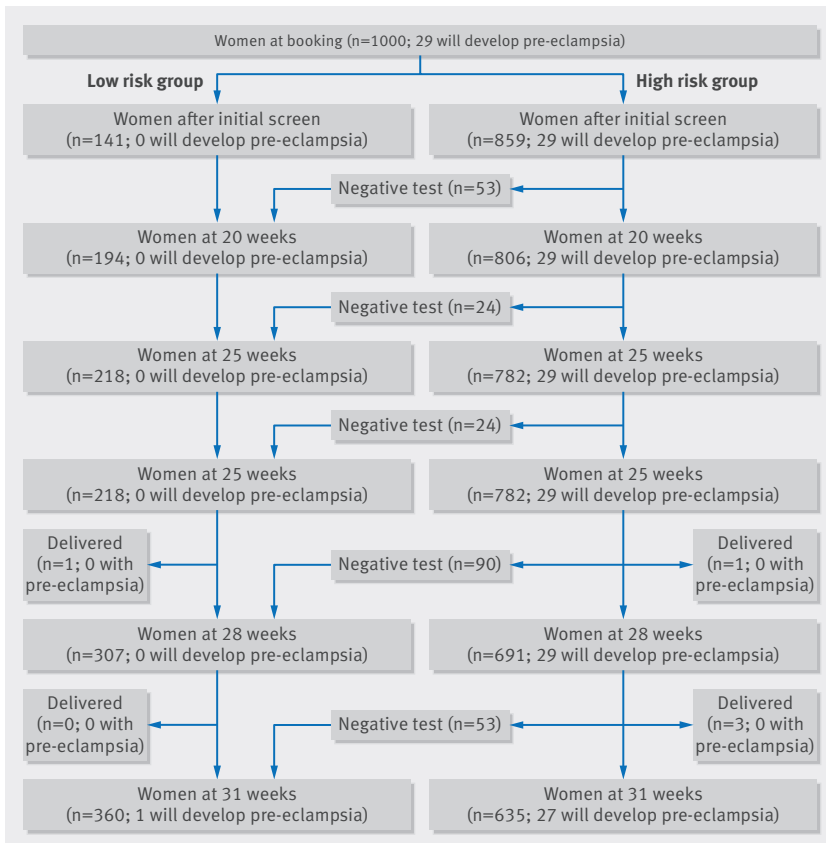 Women at booking (n=1000; 29 will develop pre-eclampsia)
Low risk group
High risk group
Women after initial screen
(n=141; 0 will develop pre-eclampsia)
Women after initial screen
(n=859; 29 will develop pre-eclampsia)
Negative test (n=53)
Women at 20 weeks
(n=194; 0 will develop pre-eclampsia)
Women at 20 weeks
(n=806; 29 will develop pre-eclampsia)
Negative test (n=24)
Women at 25 weeks
(n=218; 0 will develop pre-eclampsia)
Women at 25 weeks
(n=782; 29 will develop pre-eclampsia)
Negative test (n=24)
Women at 25 weeks
(n=218; 0 will develop pre-eclampsia)
Women at 25 weeks
(n=782; 29 will develop pre-eclampsia)
Delivered
(n=1; 0 with
pre-eclampsia)
Negative test (n=90)
Delivered
(n=1; 0 with
pre-eclampsia)
Women at 28 weeks
(n=307; 0 will develop pre-eclampsia)
Women at 28 weeks
(n=691; 29 will develop pre-eclampsia)
Delivered
(n=0; 0 with
pre-eclampsia)
Negative test (n=53)
Delivered
(n=3; 0 with
pre-eclampsia)
Women at 31 weeks
(n=360; 1 will develop pre-eclampsia)
Women at 31 weeks
(n=635; 27 will develop pre-eclampsia)